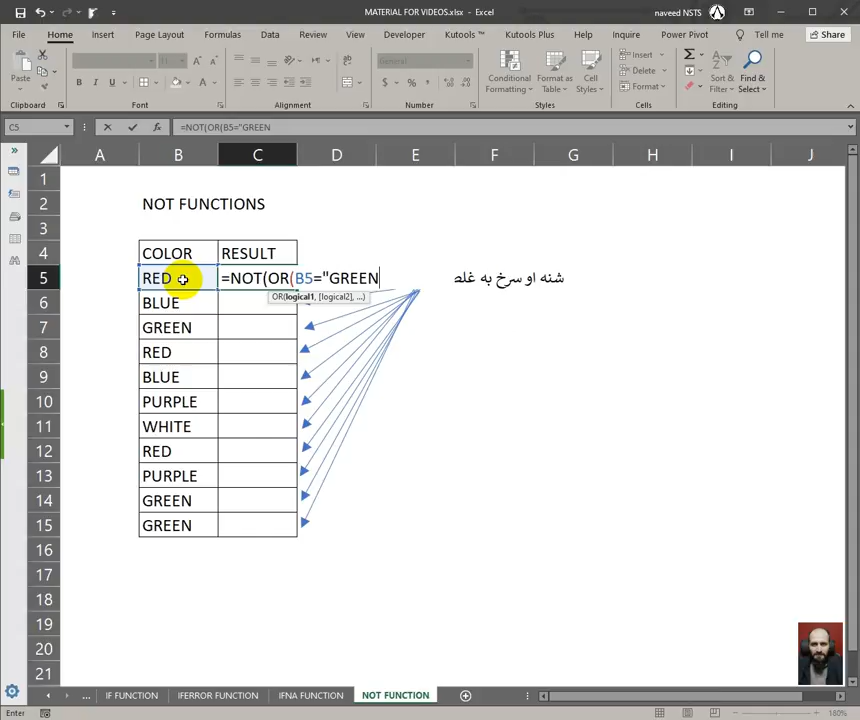 MATERIAL FOR VIDEOS.xlsx - Excel
naveed NSTS
File Home Insert Page Layout Formulas Data Review View Developer Kutools ™ Kutools Plus Help Inquire Power Pivot Tell me Share
Paste
General
Conditional Formatting
Format as Table
Cell Styles
Insert
Delete
Format
Sort & Filter
Find & Select
Clipboard Font Alignment Number Styles Cells Editing
C5 =NOT(OR(B5="GREEN
A B C D E F G H I J
1
2 NOT FUNCTIONS
3
4 COLOR RESULT
5 RED =NOT(OR(B5="GREEN شنه او سرخ به غلط
OR(logical1, [logical2], ...)
6 BLUE
7 GREEN
8 RED
9 BLUE
10 PURPLE
11 WHITE
12 RED
13 PURPLE
14 GREEN
15 GREEN
16
17
18
19
20
21
... IF FUNCTION IFERROR FUNCTION IFNA FUNCTION NOT FUNCTION
Enter 180%